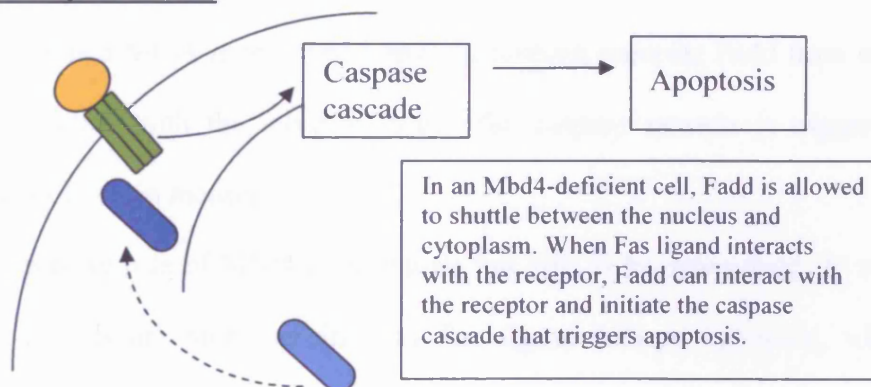 Caspase
cascade
Apoptosis
In an Mbd4-deficient cell, Fadd is allowed
to shuttle between the nucleus and
cytoplasm. When Fas ligand interacts
with the receptor, Fadd can interact with
the receptor and initiate the caspase
cascade that triggers apoptosis.